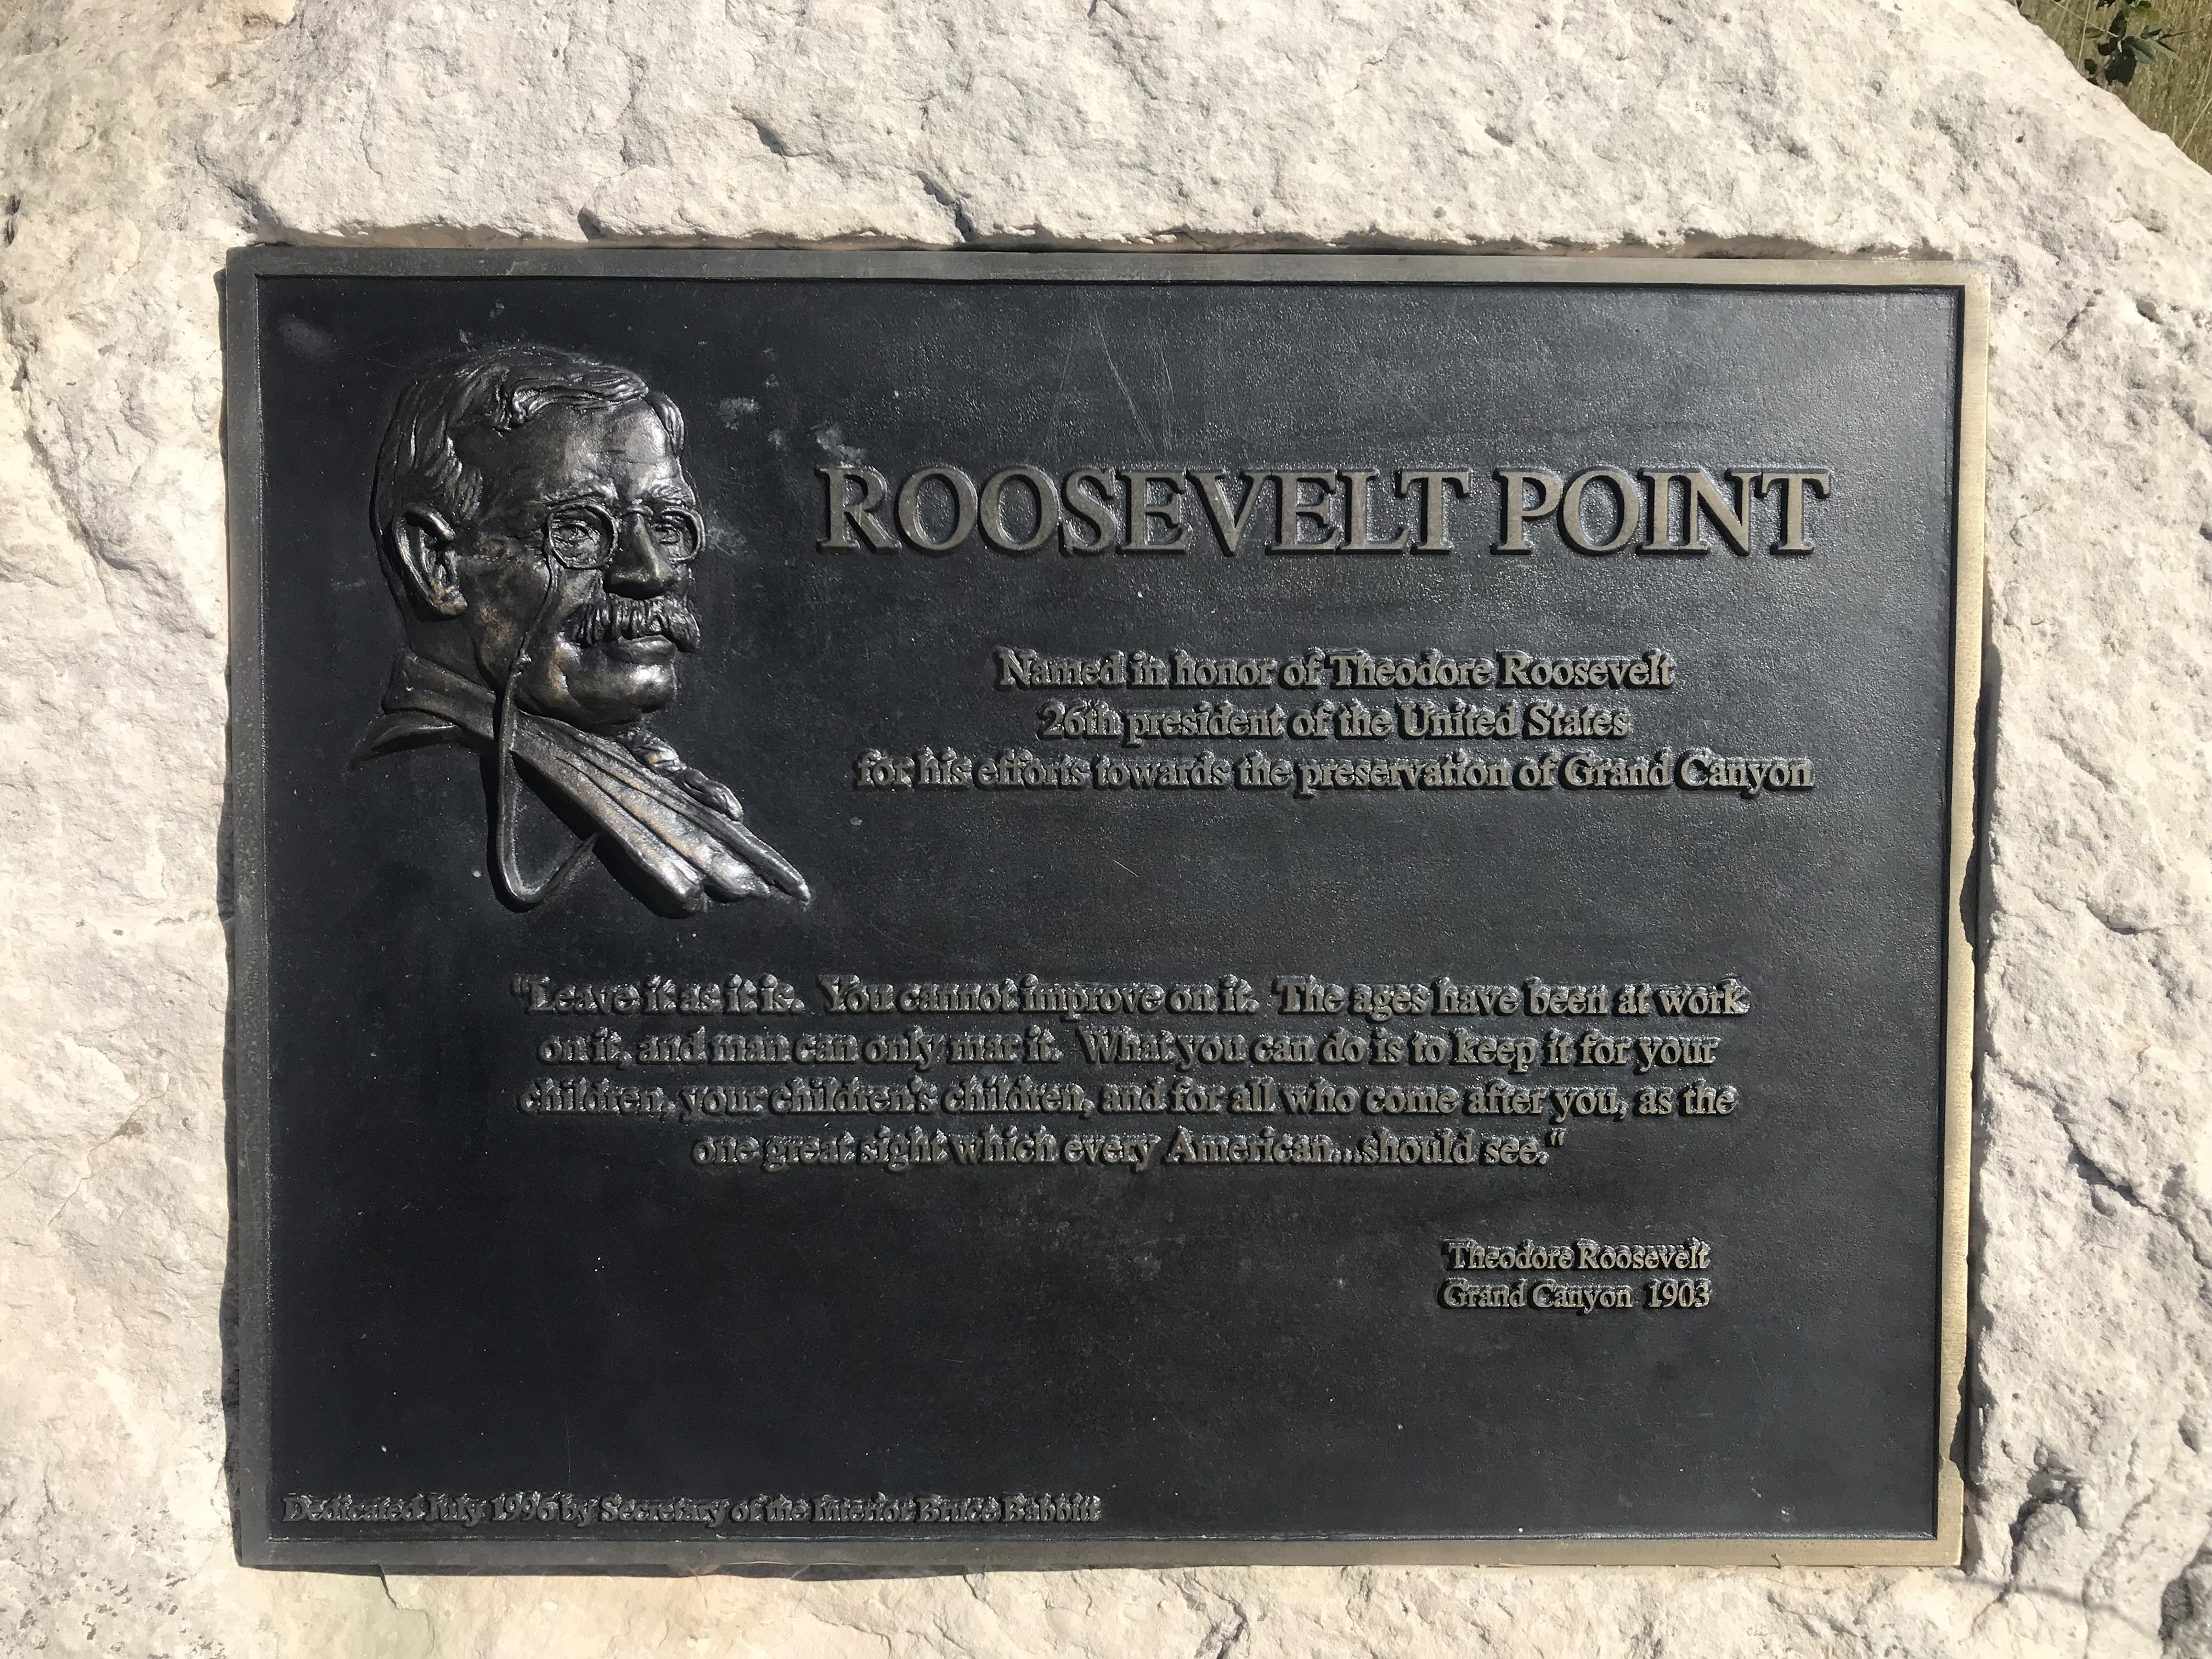 ROOSEVELT POINT
Named in honor of Theodore Roosevelt
26th president of the United States
for his efforts towards the preservation of Grand Canyon
"Leave it as it is. You cannot improve on it. The ages have been at work
on it, and man can only mar it. What you can do is to keep it for your
children, your children's children, and for all who come after you, as the
one great sight which every American...should see."
Theodore Roosevelt
Grand Canyon 1903
Dedicated July 1996 by Secretary of the Interior Bruce Babbitt